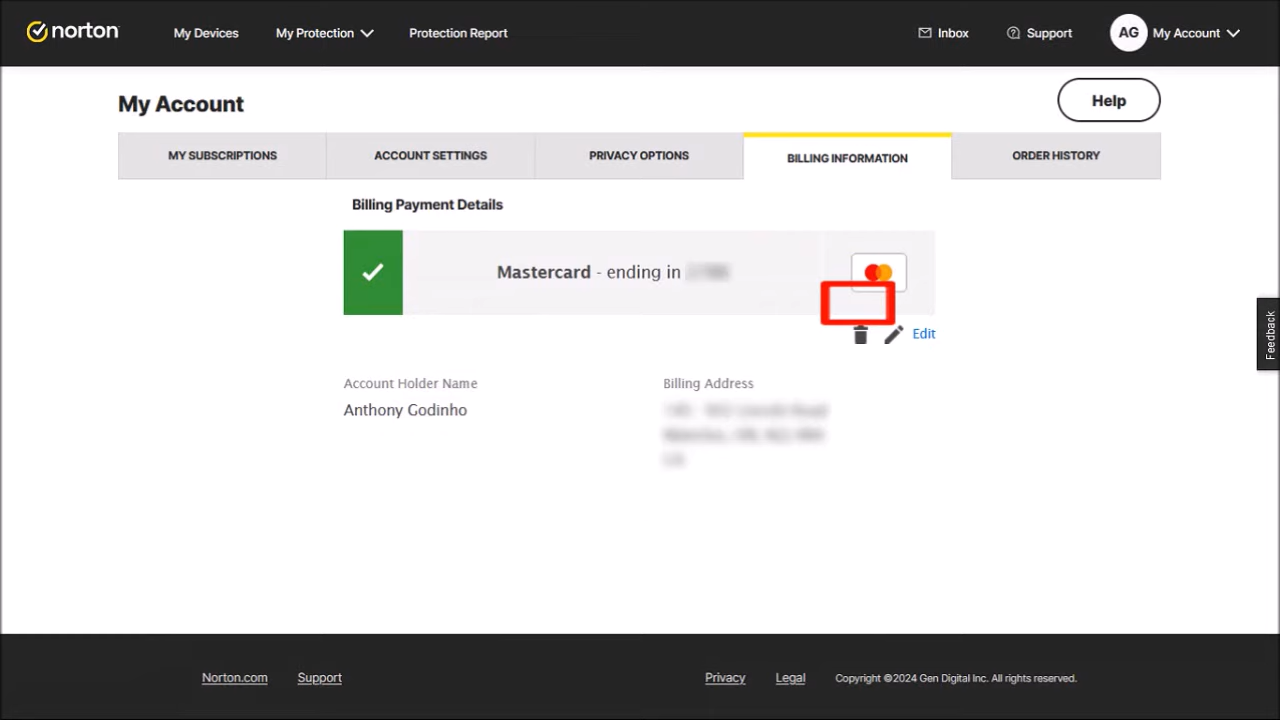 norton
My Devices
My Protection
Protection Report
Inbox
Support
AG
My Account
My Account
Help
MY SUBSCRIPTIONS
ACCOUNT SETTINGS
PRIVACY OPTIONS
BILLING INFORMATION
ORDER HISTORY
Billing Payment Details
Mastercard - ending in
Edit
Feedback
Account Holder Name
Billing Address
Anthony Godinho
Norton.com
Support
Privacy
Legal
Copyright ©2024 Gen Digital Inc. All rights reserved.